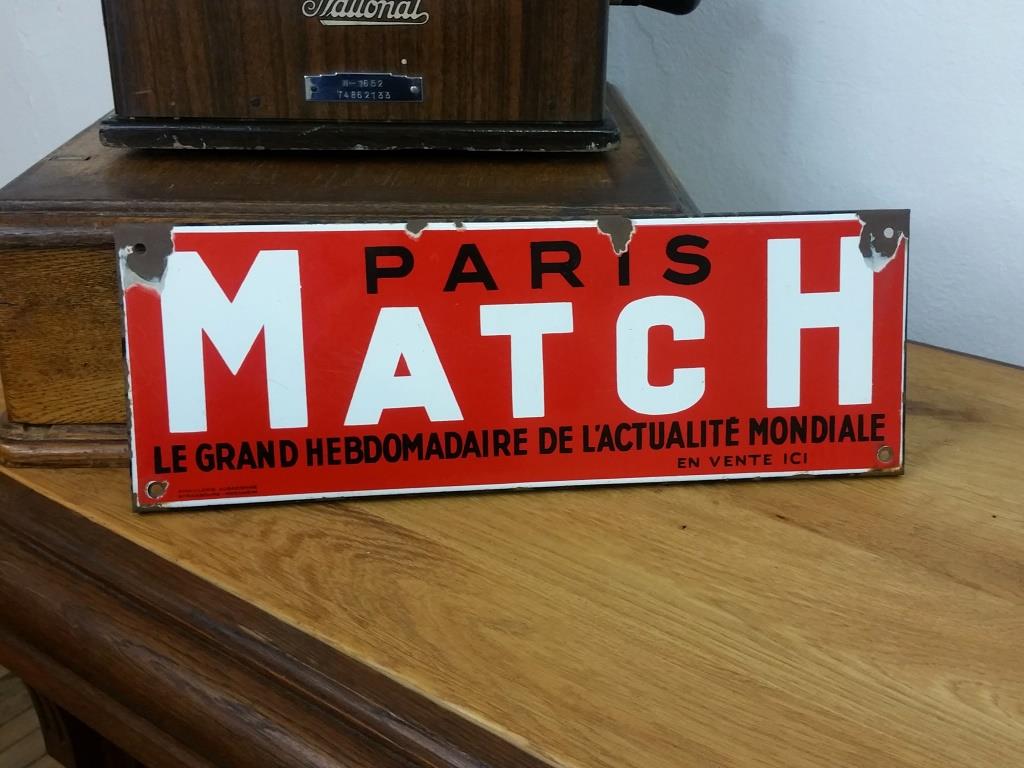 National
PARIS
MATCH
LE GRAND HEBDOMADAIRE DE L'ACTUALITÉ MONDIALE
EN VENTE ICI